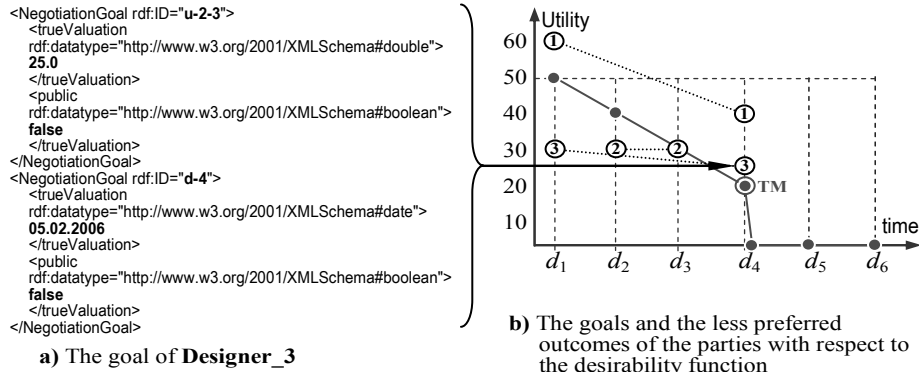 <NegotiationGoal rdf:ID="u-2-3">
<trueValuation
rdf:datatype="http://www.w3.org/2001/XMLSchema#double">
25.0
</trueValuation>
<public
rdf:datatype="http://www.w3.org/2001/XMLSchema#boolean">
false
</trueValuation>
</NegotiationGoal>
<NegotiationGoal rdf:ID="d-4">
<trueValuation
rdf:datatype="http://www.w3.org/2001/XMLSchema#date">
05.02.2006
</trueValuation>
<public
rdf:datatype="http://www.w3.org/2001/XMLSchema#boolean">
false
</trueValuation>
</NegotiationGoal>
a) The goal of Designer_3
Utility
60
50
40
30
20
10
1
1
3
2
2
3
TM
time
d1 d2 d3 d4 d5 d6
b) The goals and the less preferred
outcomes of the parties with respect to
the desirability function